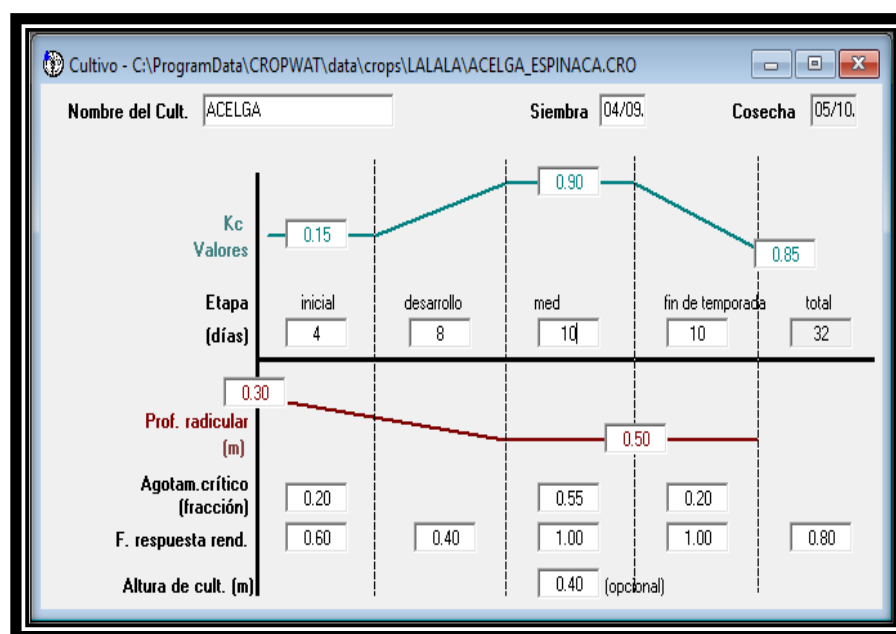 Cultivo - C:\ProgramData\CROPWAT\data\crops\LALALA\ACELGA_ESPINACA.CRO
Nombre del Cult. ACELGA Siembra 04/09. Cosecha 05/10.
Kc 0.90
Valores 0.15 0.85
Etapa inicial desarrollo med fin de temporada total
(días) 4 8 10 10 32
0.30
Prof. radicular
(m) 0.50
Agotam.crítico
(fracción) 0.20 0.55 0.20
F. respuesta rend. 0.60 0.40 1.00 1.00 0.80
Altura de cult. (m) 0.40 (opcional)